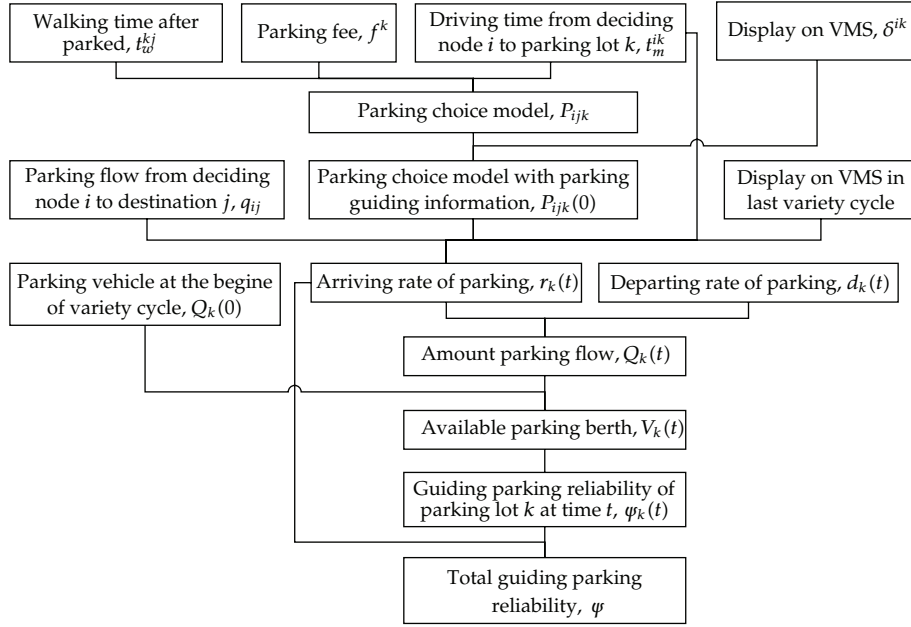 Walking time after
parked, t_w^{kj}
Parking fee, f^k
Driving time from deciding
node i to parking lot k, t_m^{ik}
Display on VMS, δ^{ik}
Parking choice model, P_{ijk}
Parking flow from deciding
node i to destination j, q_{ij}
Parking choice model with parking
guiding information, P_{ijk}(0)
Display on VMS in
last variety cycle
Parking vehicle at the begine
of variety cycle, Q_k(0)
Arriving rate of parking, r_k(t)
Departing rate of parking, d_k(t)
Amount parking flow, Q_k(t)
Available parking berth, V_k(t)
Guiding parking reliability of
parking lot k at time t, ψ_k(t)
Total guiding parking
reliability, ψ